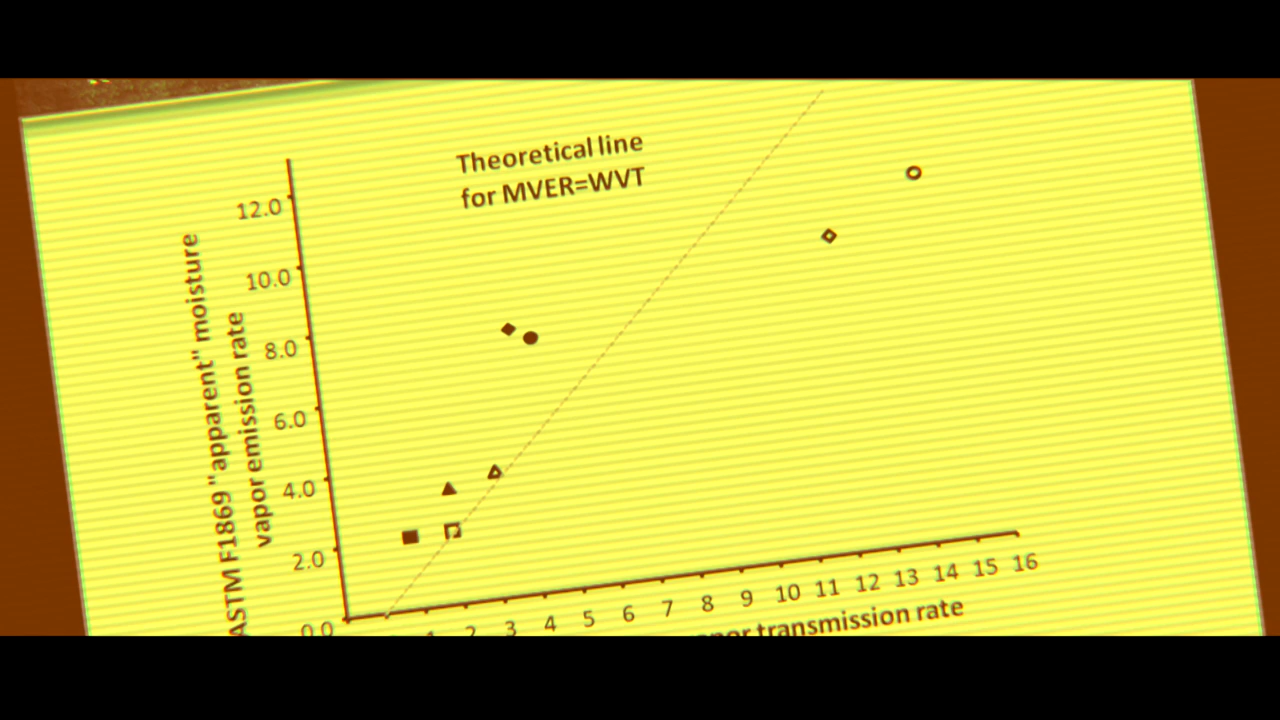 Theoretical line
for MVER=WVT
12.0
10.0
8.0
6.0
4.0
2.0
0.0
ASTM F1869 "apparent" moisture
vapor emission rate
1 2 3 4 5 6 7 8 9 10 11 12 13 14 15 16
transmission rate